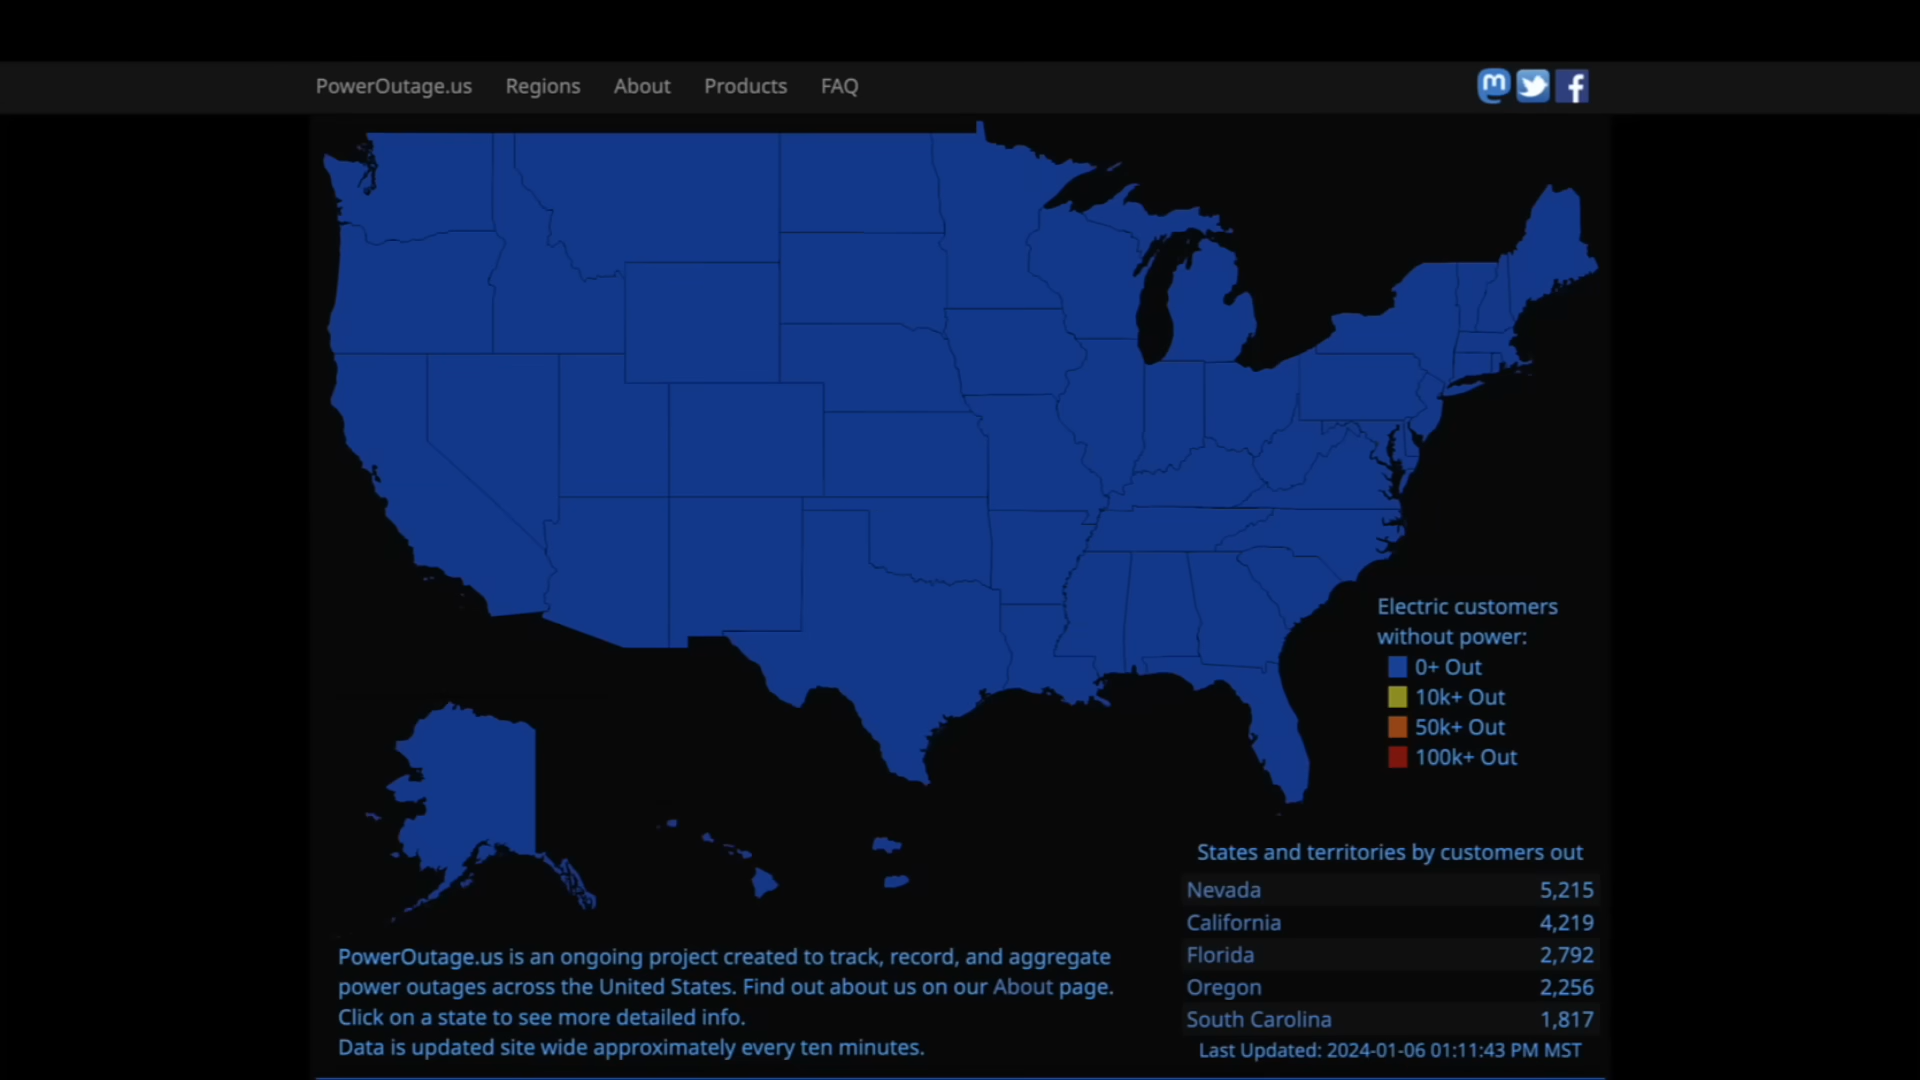 PowerOutage.us Regions About Products FAQ
Electric customers
without power:
0+ Out
10k+ Out
50k+ Out
100k+ Out
States and territories by customers out
Nevada 5,215
California 4,219
Florida 2,792
Oregon 2,256
South Carolina 1,817
Last Updated: 2024-01-06 01:11:43 PM MST
PowerOutage.us is an ongoing project created to track, record, and aggregate
power outages across the United States. Find out about us on our About page.
Click on a state to see more detailed info.
Data is updated site wide approximately every ten minutes.